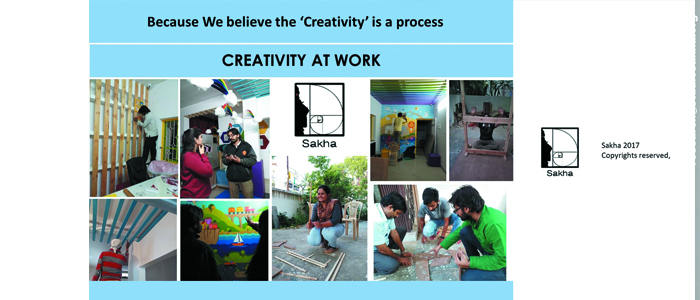 Because We believe the ‘Creativity’ is a process
CREATIVITY AT WORK
Sakha
Sakha
Sakha 2017
Copyrights reserved,